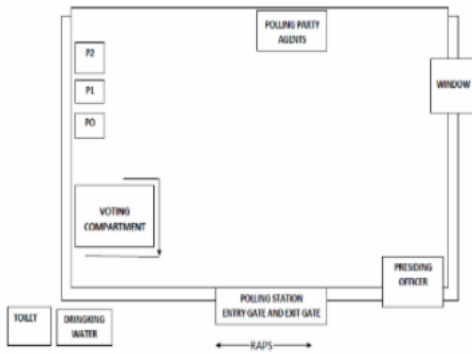 POLLING PARTY
AGENTS
P2
WINDOW
P1
PO
VOTING
COMPARTMENT
PRESIDING
OFFICER
POLLING STATION
ENTRY GATE AND EXIT GATE
TOILET
DRINGKING
WATER
RAPS